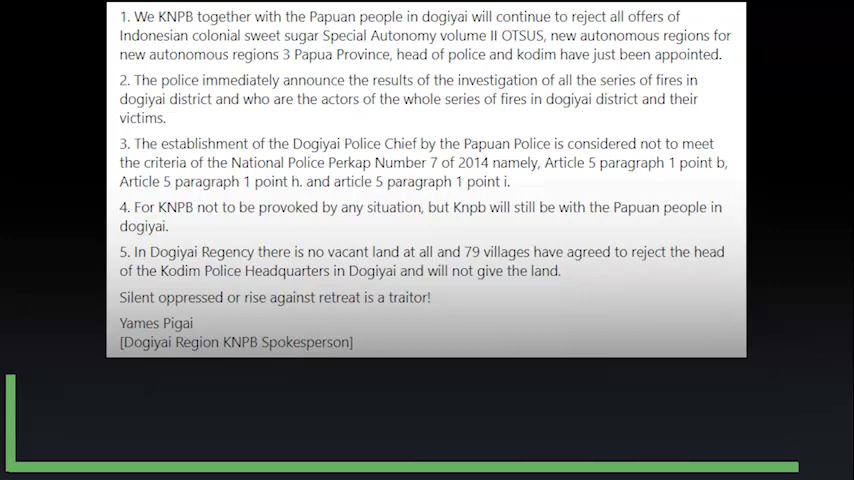 1. We KNPB together with the Papuan people in dogiyai will continue to reject all offers of
Indonesian colonial sweet sugar Special Autonomy volume II OTSUS, new autonomous regions for
new autonomous regions 3 Papua Province, head of police and kodim have just been appointed.
2. The police immediately announce the results of the investigation of all the series of fires in
dogiyai district and who are the actors of the whole series of fires in dogiyai district and their
victims.
3. The establishment of the Dogiyai Police Chief by the Papuan Police is considered not to meet
the criteria of the National Police Perkap Number 7 of 2014 namely, Article 5 paragraph 1 point b,
Article 5 paragraph 1 point h. and article 5 paragraph 1 point i.
4. For KNPB not to be provoked by any situation, but Knpb will still be with the Papuan people in
dogiyai.
5. In Dogiyai Regency there is no vacant land at all and 79 villages have agreed to reject the head
of the Kodim Police Headquarters in Dogiyai and will not give the land.
Silent oppressed or rise against retreat is a traitor!
Yames Pigai
[Dogiyai Region KNPB Spokesperson]